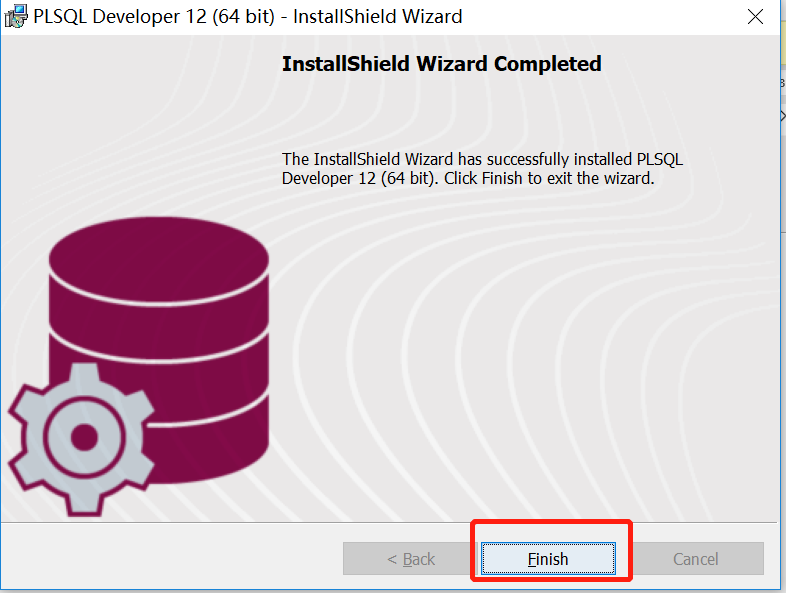 PLSQL Developer 12 (64 bit) - InstallShield Wizard
InstallShield Wizard Completed
The InstallShield Wizard has successfully installed PLSQL
Developer 12 (64 bit). Click Finish to exit the wizard.
< Back
Finish
Cancel